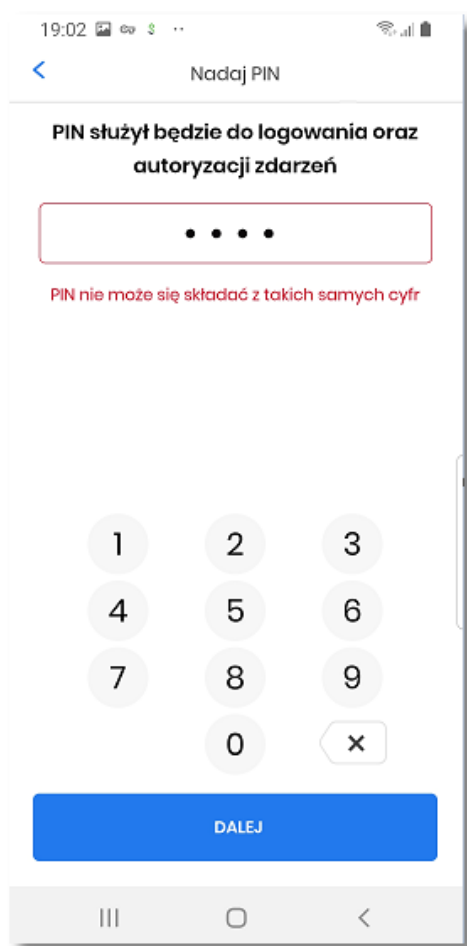 19:02
Nadaj PIN
PIN służył będzie do logowania oraz
autoryzacji zdarzeń
PIN nie może się składać z takich samych cyfr
1 2 3
4 5 6
7 8 9
0
DALEJ